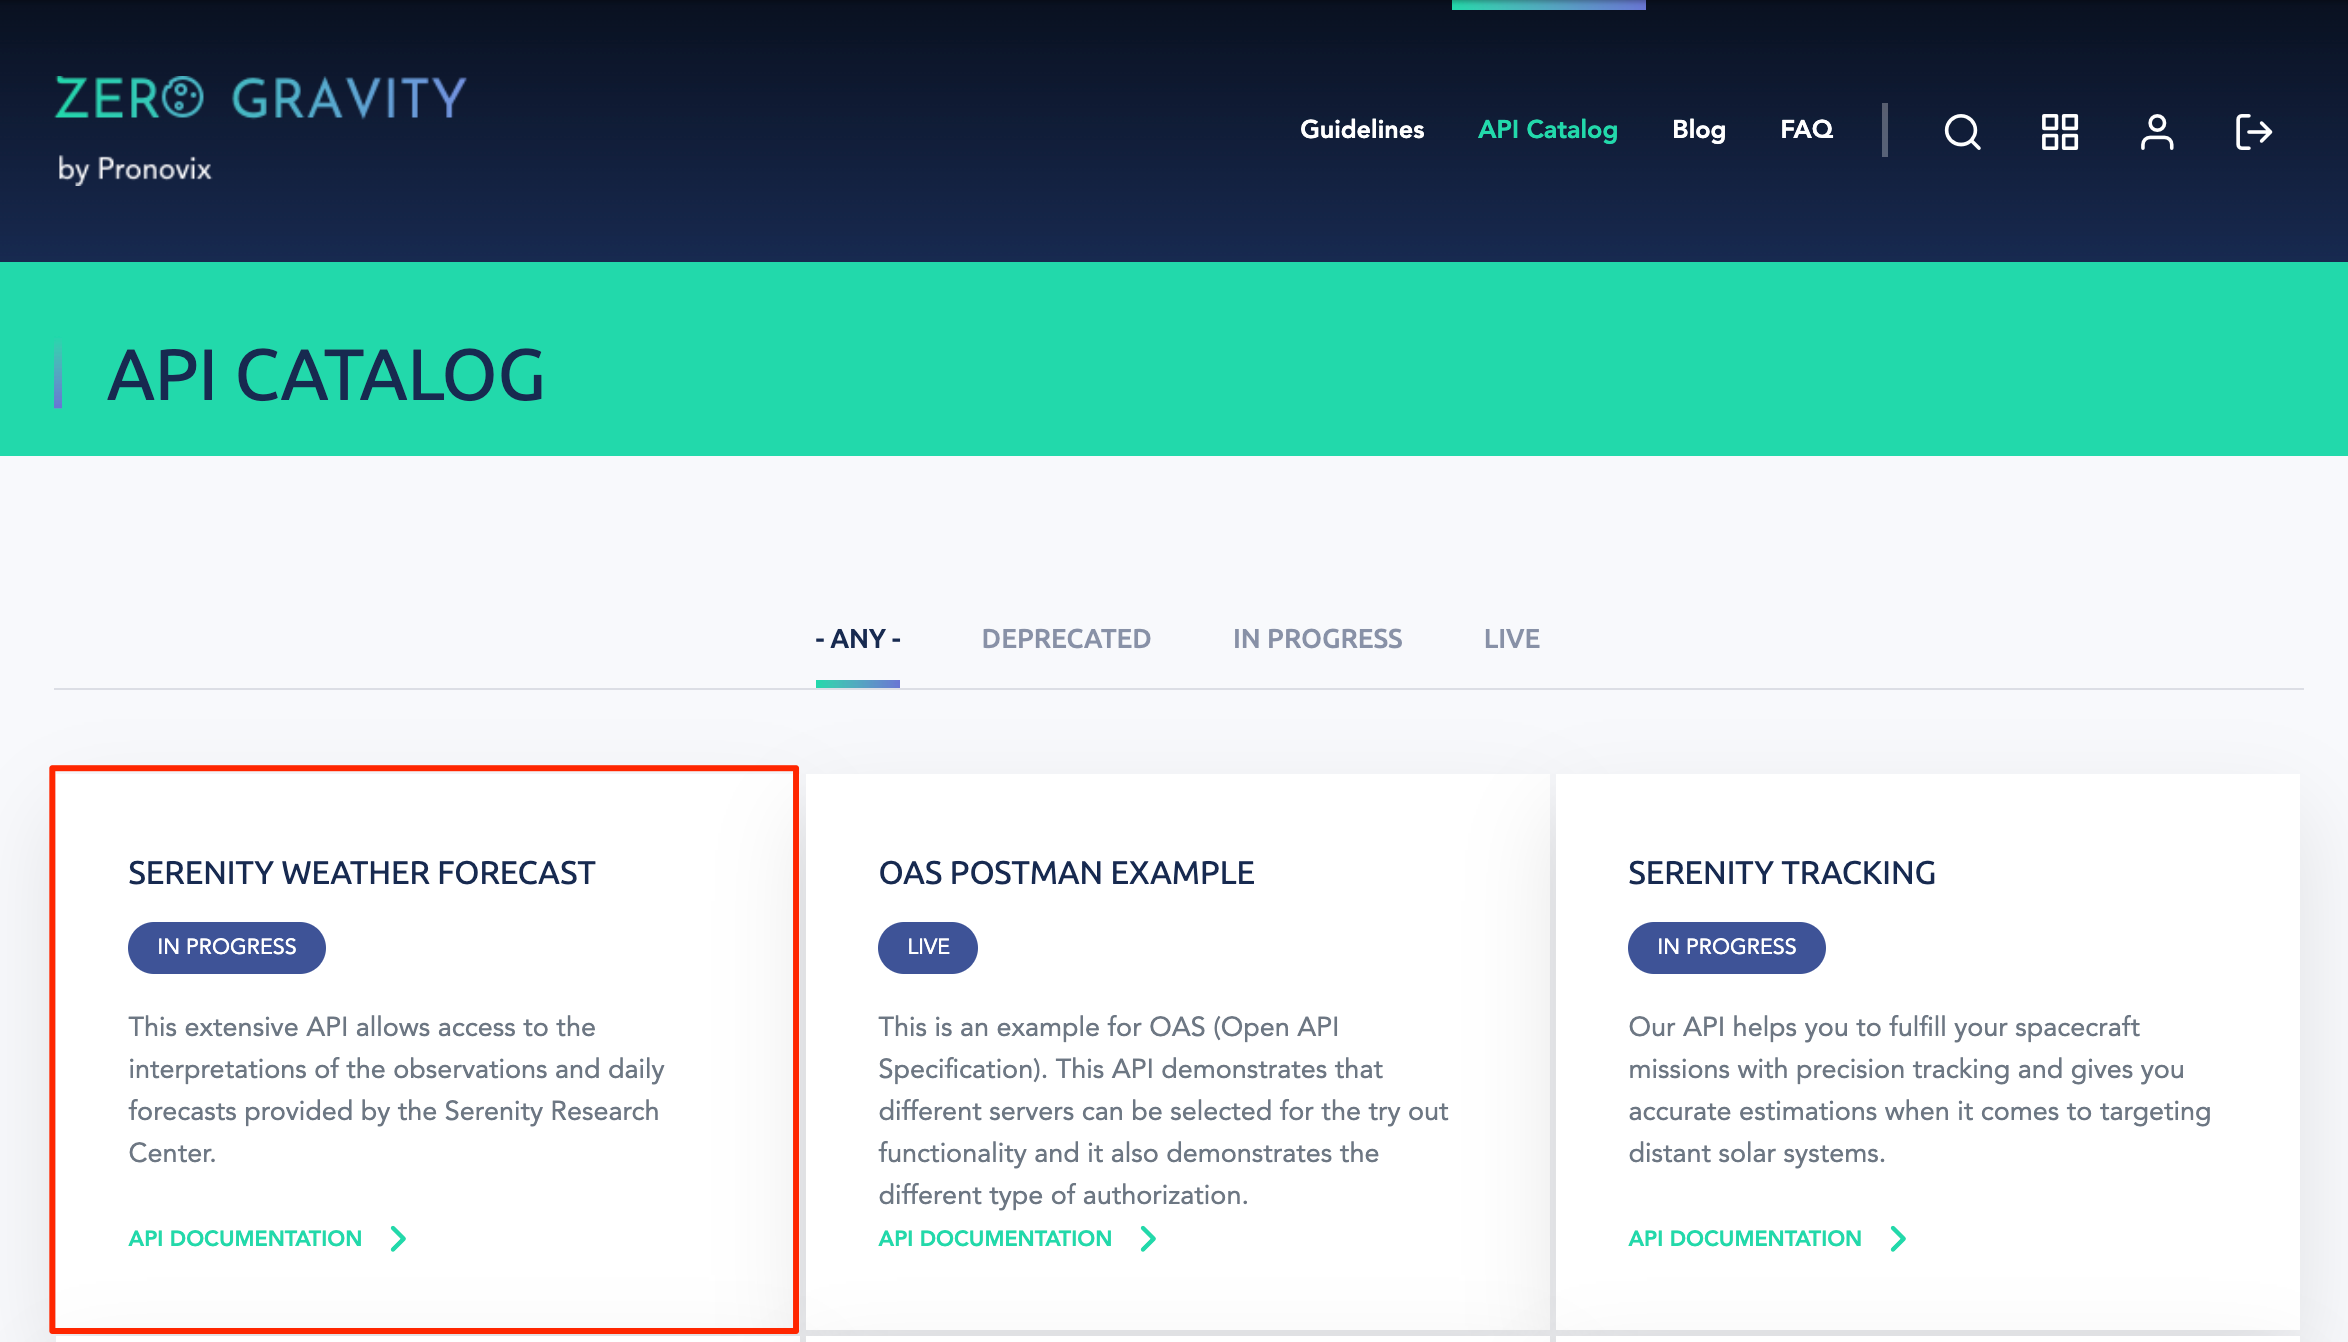 ZERO GRAVITY
by Pronovix
Guidelines
API Catalog
Blog
FAQ
API CATALOG
- ANY -
DEPRECATED
IN PROGRESS
LIVE
SERENITY WEATHER FORECAST
IN PROGRESS
This extensive API allows access to the
interpretations of the observations and daily
forecasts provided by the Serenity Research
Center.
API DOCUMENTATION
OAS POSTMAN EXAMPLE
LIVE
This is an example for OAS (Open API
Specification). This API demonstrates that
different servers can be selected for the try out
functionality and it also demonstrates the
different type of authorization.
API DOCUMENTATION
SERENITY TRACKING
IN PROGRESS
Our API helps you to fulfill your spacecraft
missions with precision tracking and gives you
accurate estimations when it comes to targeting
distant solar systems.
API DOCUMENTATION